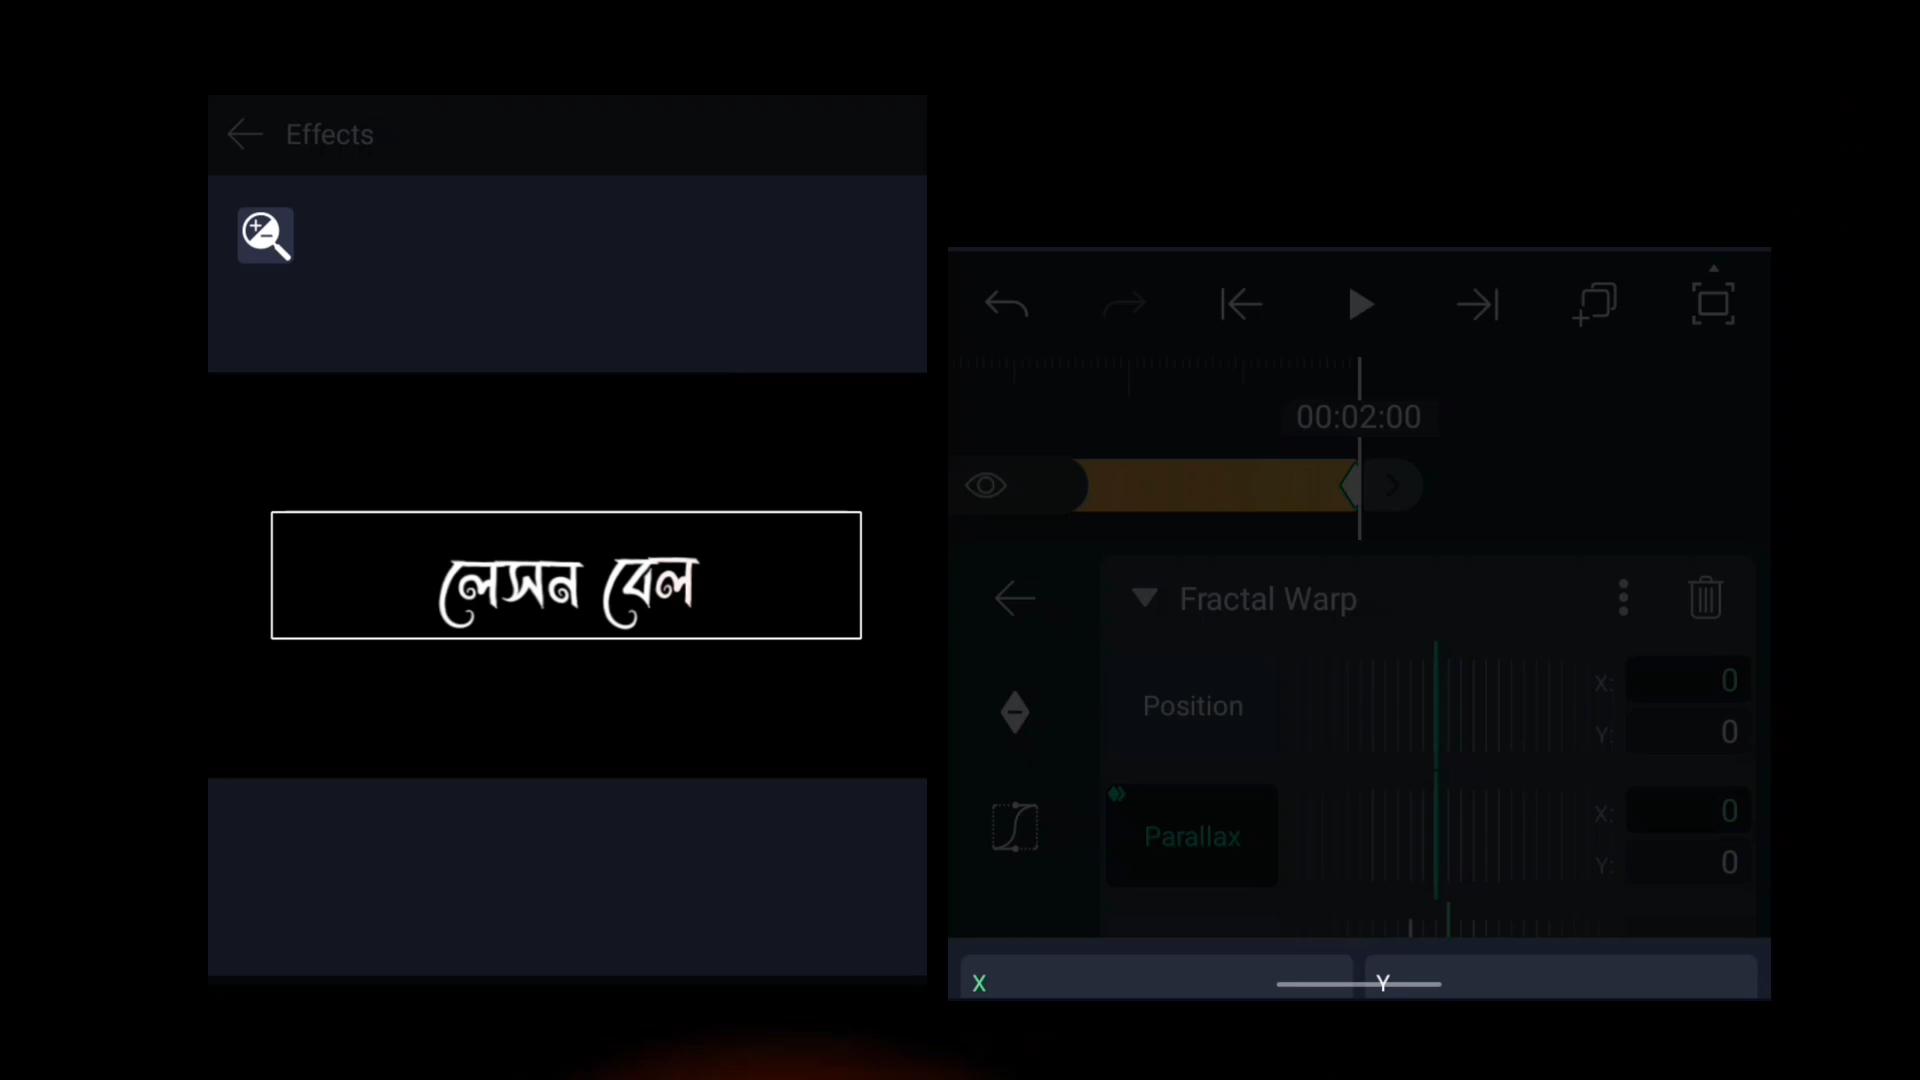 Effects
লেসন বেল
00:02:00
Fractal Warp
Position
X: 0
Y: 0
Parallax
X: 0
Y: 0
X
Y